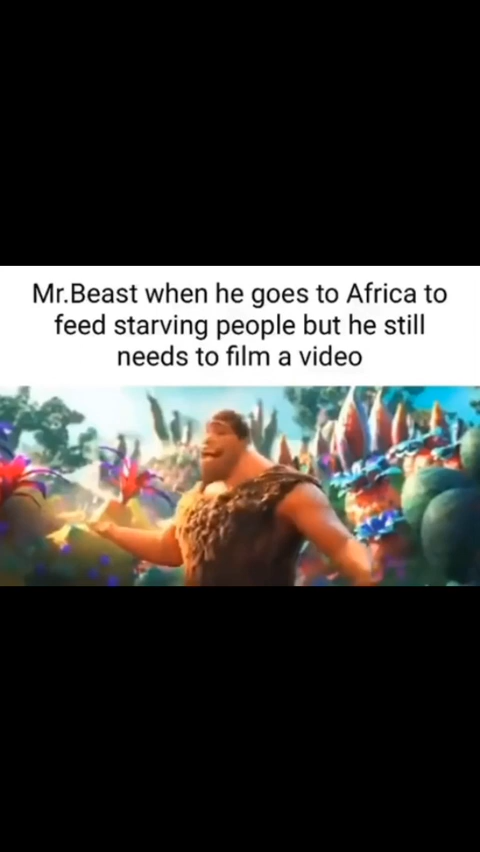 Mr.Beast when he goes to Africa to
feed starving people but he still
needs to film a video